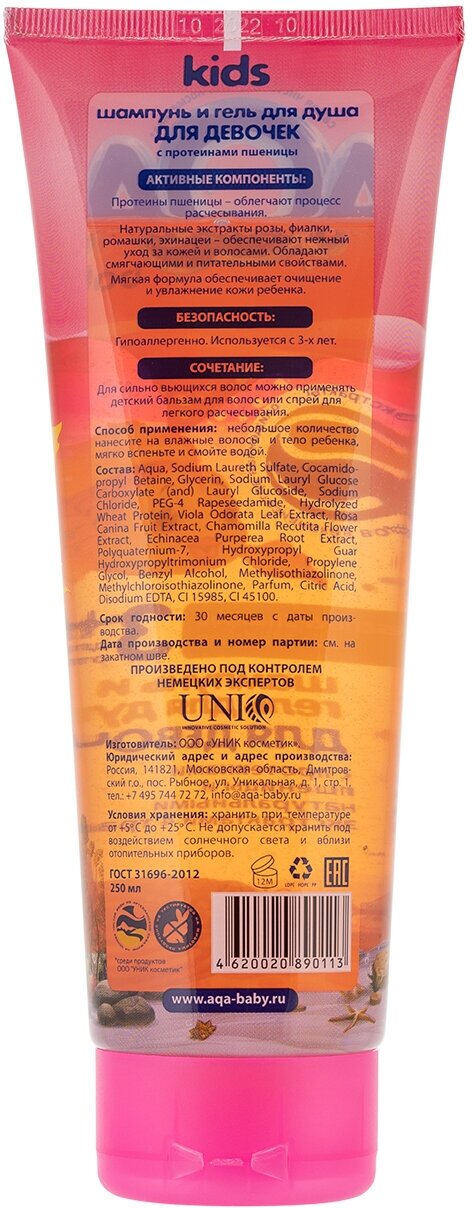 10 2022 10
kids
шампунь и гель для душа
ДЛЯ ДЕВОЧЕК
с протеинами пшеницы
АКТИВНЫЕ КОМПОНЕНТЫ:
Протеины пшеницы – облегчают процесс
расчесывания.
Натуральные экстракты розы, фиалки,
ромашки, эхинацеи – обеспечивают нежный
уход за кожей и волосами. Обладают
смягчающими и питательными свойствами.
Мягкая формула обеспечивает очищение
и увлажнение кожи ребенка.
БЕЗОПАСНОСТЬ:
Гипоаллергенно. Используется с 3-х лет.
СОЧЕТАНИЕ:
Для сильно вьющихся волос можно применять
детский бальзам для волос или спрей для
легкого расчесывания.
Способ применения: небольшое количество
нанесите на влажные волосы и тело ребенка,
мягко вспеньте и смойте водой.
Состав: Aqua, Sodium Laureth Sulfate, Cocamido-
propyl Betaine, Glycerin, Sodium Lauryl Glucose
Carboxylate (and) Lauryl Glucoside, Sodium
Chloride, PEG-4 Rapeseedamide, Hydrolyzed
Wheat Protein, Viola Odorata Leaf Extract, Rosa
Canina Fruit Extract, Chamomilla Recutita Flower
Extract, Echinacea Purperea Root Extract,
Polyquaternium-7, Hydroxypropyl Guar
Hydroxypropyltrimonium Chloride, Propylene
Glycol, Benzyl Alcohol, Methylisothiazolinone,
Methylchloroisothiazolinone, Parfum, Citric Acid,
Disodium EDTA, CI 15985, CI 45100.
Срок годности: 30 месяцев с даты произ-
водства.
Дата производства и номер партии: см. на
закатном шве.
ПРОИЗВЕДЕНО ПОД КОНТРОЛЕМ
НЕМЕЦКИХ ЭКСПЕРТОВ
UNI
INNOVATIVE COSMETIC SOLUTION
Изготовитель: ООО «УНИК косметик».
Юридический адрес и адрес производства:
Россия, 141821, Московская область, Дмитров-
ский г.о., пос. Рыбное, ул. Уникальная, д. 1, стр. 1,
тел.: +7 495 744 72 72, info@aqa-baby.ru
Условия хранения: хранить при температуре
от +5°С до +25°С. Не допускается хранить под
воздействием солнечного света и вблизи
отопительных приборов.
ГОСТ 31696-2012
250 мл
12M
LDPE HDPE PP
EAC
4620020890113
*среди продуктов
ООО "УНИК косметик"
www.aqa-baby.ru